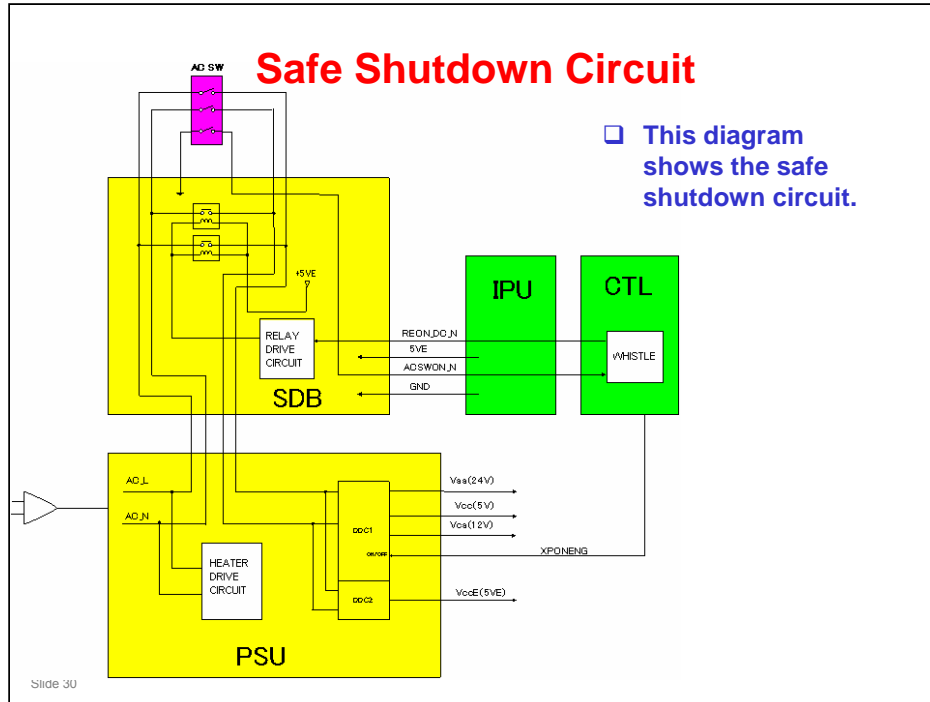 Safe Shutdown Circuit
AC SW
❑ This diagram
shows the safe
shutdown circuit.
+5VE
RELAY
DRIVE
CIRCUIT
SDB
IPU
CTL
WHISTLE
REON_DC_N
5VE
ACSWON_N
GND
AC_L
AC_N
HEATER
DRIVE
CIRCUIT
DDC1
ON/OFF
DDC2
PSU
Vaa(24V)
Vcc(5V)
Vca(12V)
XPONENG
VccE(5VE)
Slide 30